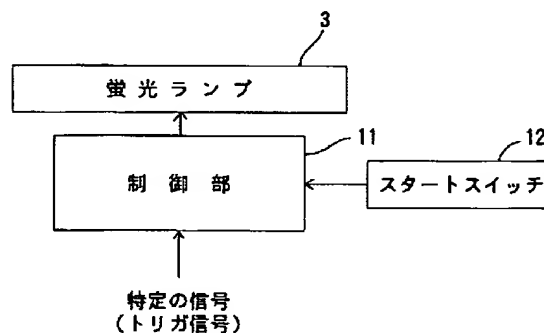 3
蛍光ランプ
11
制御部
12
スタートスイッチ
特定の信号
(トリガ信号)